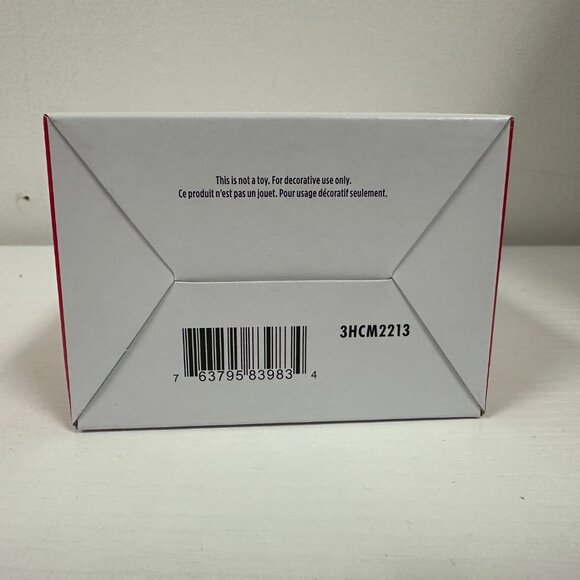 This is not a toy. For decorative use only.
Ce produit n'est pas un jouet. Pour usage décoratif seulement.
3HCM2213
7 63795 83983 4